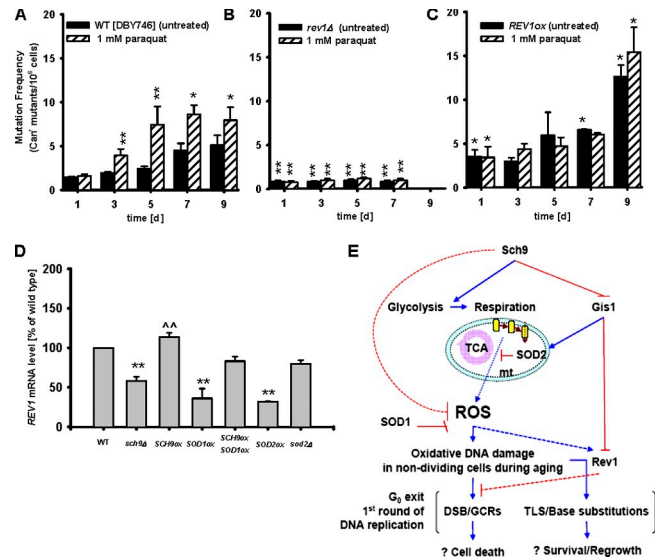 A
WT [DBY746] (untreated)
1 mM paraquat
Mutation Frequency
(Canʳ mutants/10⁶ cells)
25
20
15
10
5
0
**
**
*
*
1 3 5 7 9
time [d]
B
rev1Δ (untreated)
1 mM paraquat
25
20
15
10
5
0
** ** ** ** ** ** ** **
1 3 5 7 9
time [d]
C
REV1ox (untreated)
1 mM paraquat
25
20
15
10
5
0
* * * * *
1 3 5 7 9
time [d]
D
REV1 mRNA level [% of wild type]
200
150
100
50
0
**
^^
**
**
WT
sch9Δ
SCH9ox
SOD1ox
SCH9ox
SOD1ox
SOD2ox
sod2Δ
E
Sch9
Glycolysis
Respiration
Gis1
TCA
SOD2
mt
ROS
SOD1
Oxidative DNA damage
in non-dividing cells during aging
Rev1
G₀ exit
1st round of
DNA replication
DSB/GCRs
TLS/Base substitutions
? Cell death
? Survival/Regrowth